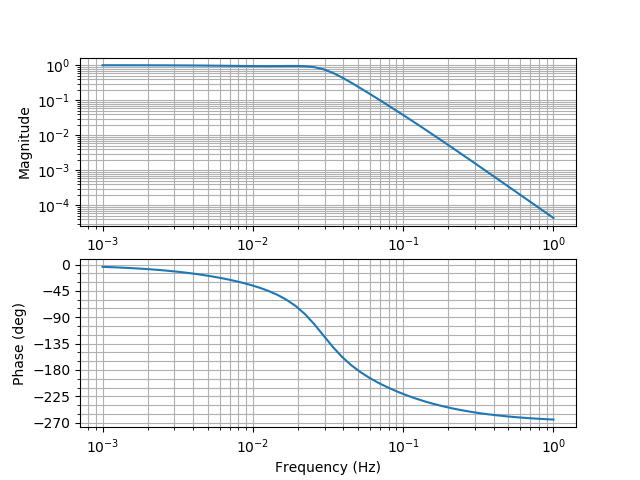 10⁰
10⁻¹
10⁻²
10⁻³
10⁻⁴
Magnitude
10⁻³ 10⁻² 10⁻¹ 10⁰
0
−45
−90
−135
−180
−225
−270
Phase (deg)
10⁻³ 10⁻² 10⁻¹ 10⁰
Frequency (Hz)